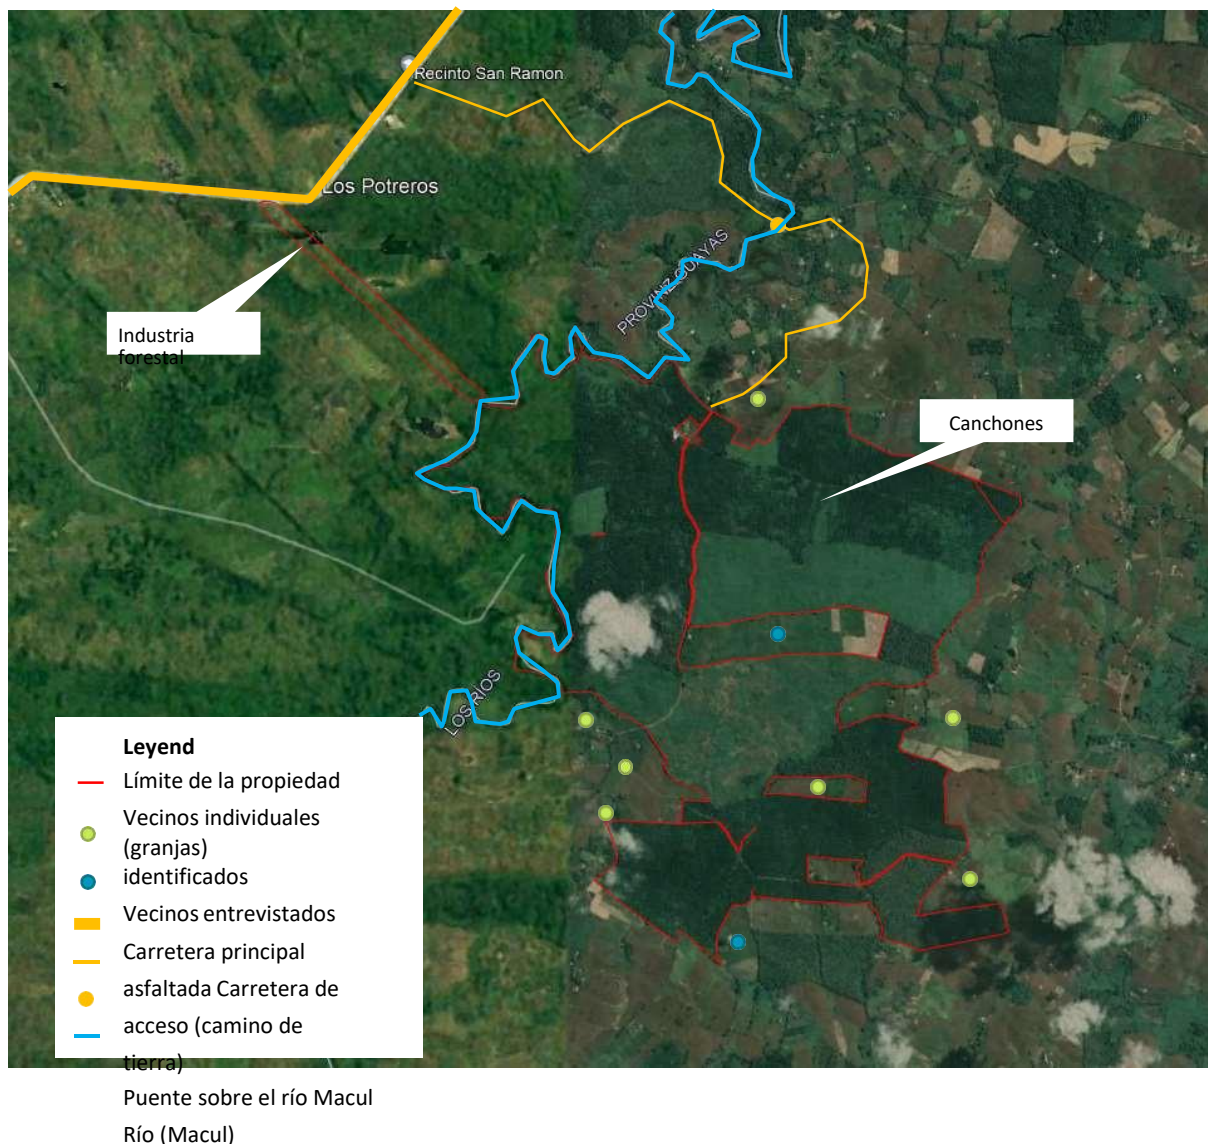 Recinto San Ramon
Los Potreros
PROVINZ GUAYAS
Industria
forestal
Canchones
LOS RIOS
Leyend
Límite de la propiedad
Vecinos individuales
(granjas)
identificados
Vecinos entrevistados
Carretera principal
asfaltada Carretera de
acceso (camino de
tierra)
Puente sobre el río Macul
Río (Macul)